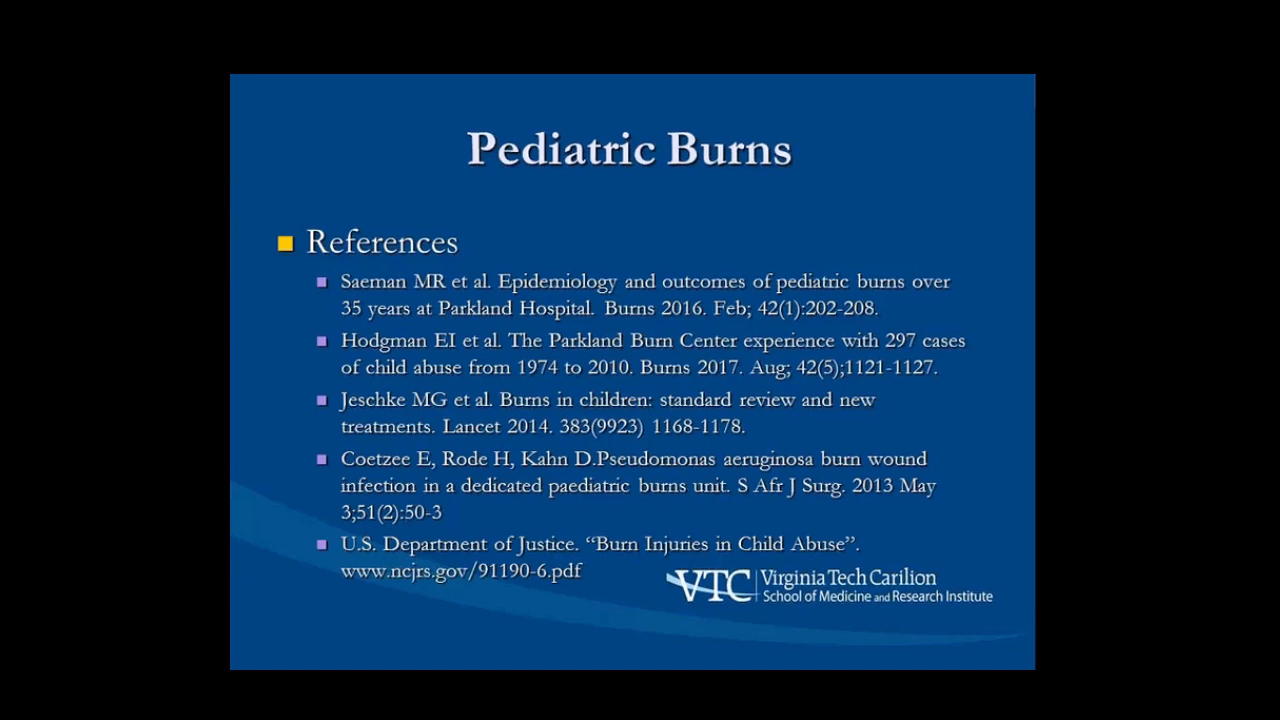 Pediatric Burns
References
Saeman MR et al. Epidemiology and outcomes of pediatric burns over
35 years at Parkland Hospital. Burns 2016. Feb; 42(1):202-208.
Hodgman EI et al. The Parkland Burn Center experience with 297 cases
of child abuse from 1974 to 2010. Burns 2017. Aug; 42(5);1121-1127.
Jeschke MG et al. Burns in children: standard review and new
treatments. Lancet 2014. 383(9923) 1168-1178.
Coetzee E, Rode H, Kahn D.Pseudomonas aeruginosa burn wound
infection in a dedicated paediatric burns unit. S Afr J Surg. 2013 May
3;51(2):50-3
U.S. Department of Justice. “Burn Injuries in Child Abuse”.
www.ncjrs.gov/91190-6.pdf
VTC Virginia Tech Carilion
School of Medicine and Research Institute